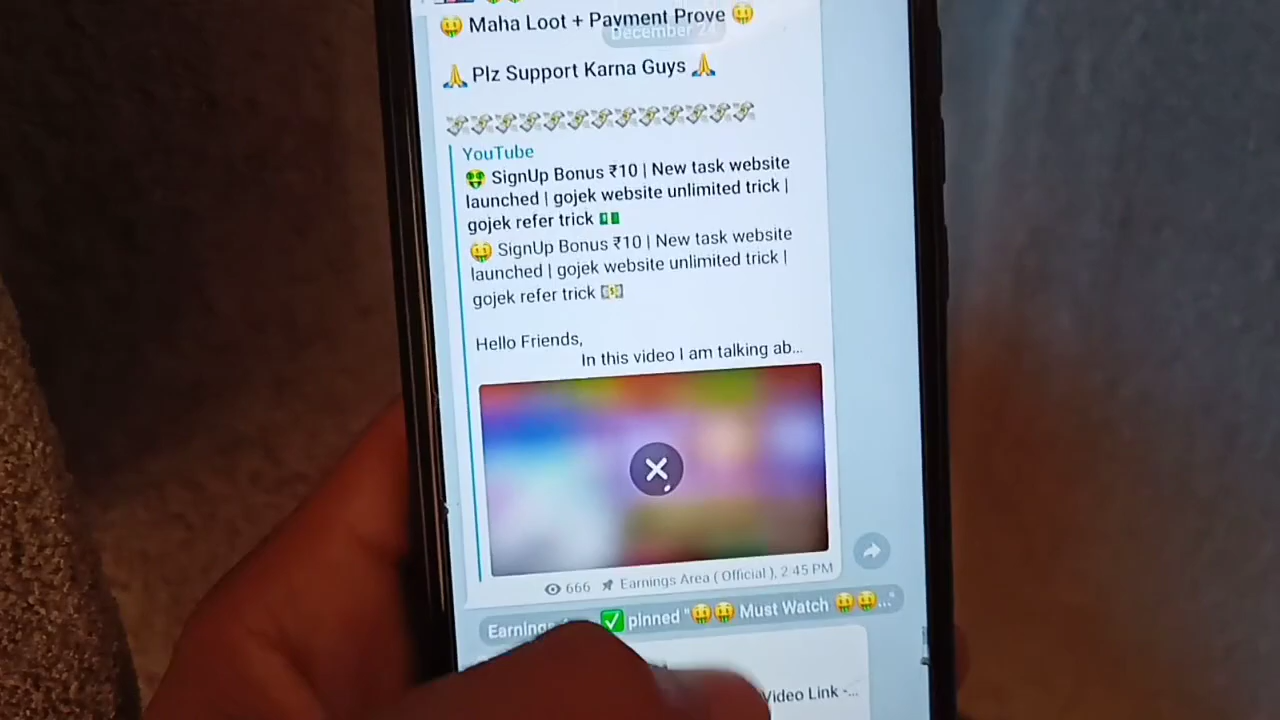 🤑 Maha Loot + Payment Prove 🤑
December 24
🙏 Plz Support Karna Guys 🙏
💸💸💸💸💸💸💸💸💸💸💸💸💸
YouTube
🤑 SignUp Bonus ₹10 | New task website
launched | gojek website unlimited trick |
gojek refer trick 💵
🤑 SignUp Bonus ₹10 | New task website
launched | gojek website unlimited trick |
gojek refer trick 💵
Hello Friends,
In this video I am talking ab...
666 Earnings Area ( Official ), 2:45 PM
Earnings ✅ pinned "🤑🤑 Must Watch 🤑🤑..."
Video Link -...